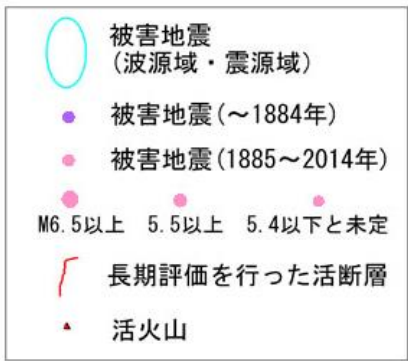 被害地震
(波源域・震源域)
被害地震(～1884年)
被害地震(1885～2014年)
M6.5以上 5.5以上 5.4以下と未定
長期評価を行った活断層
活火山